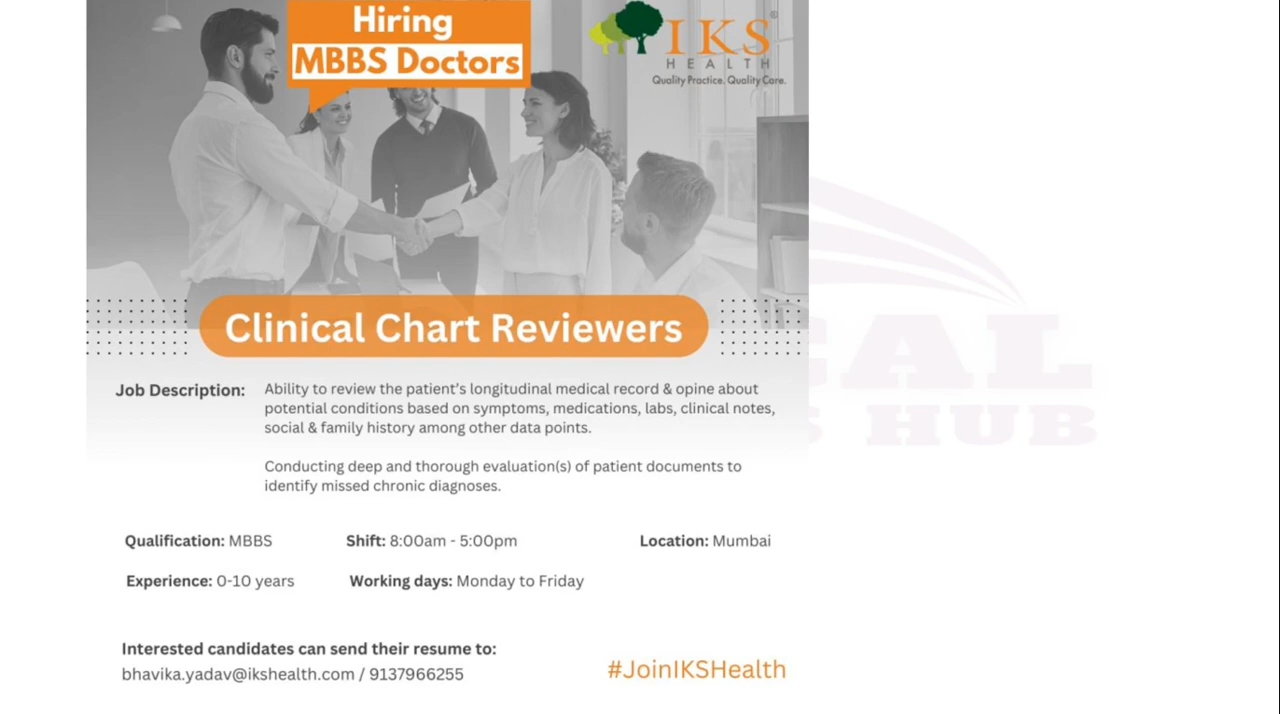 Hiring
MBBS Doctors
IKS®
HEALTH
Quality Practice. Quality Care.
Clinical Chart Reviewers
Job Description: Ability to review the patient's longitudinal medical record & opine about
potential conditions based on symptoms, medications, labs, clinical notes,
social & family history among other data points.
Conducting deep and thorough evaluation(s) of patient documents to
identify missed chronic diagnoses.
Qualification: MBBS Shift: 8:00am - 5:00pm Location: Mumbai
Experience: 0-10 years Working days: Monday to Friday
Interested candidates can send their resume to:
bhavika.yadav@ikshealth.com / 9137966255
#JoinIKSHealth
HUB